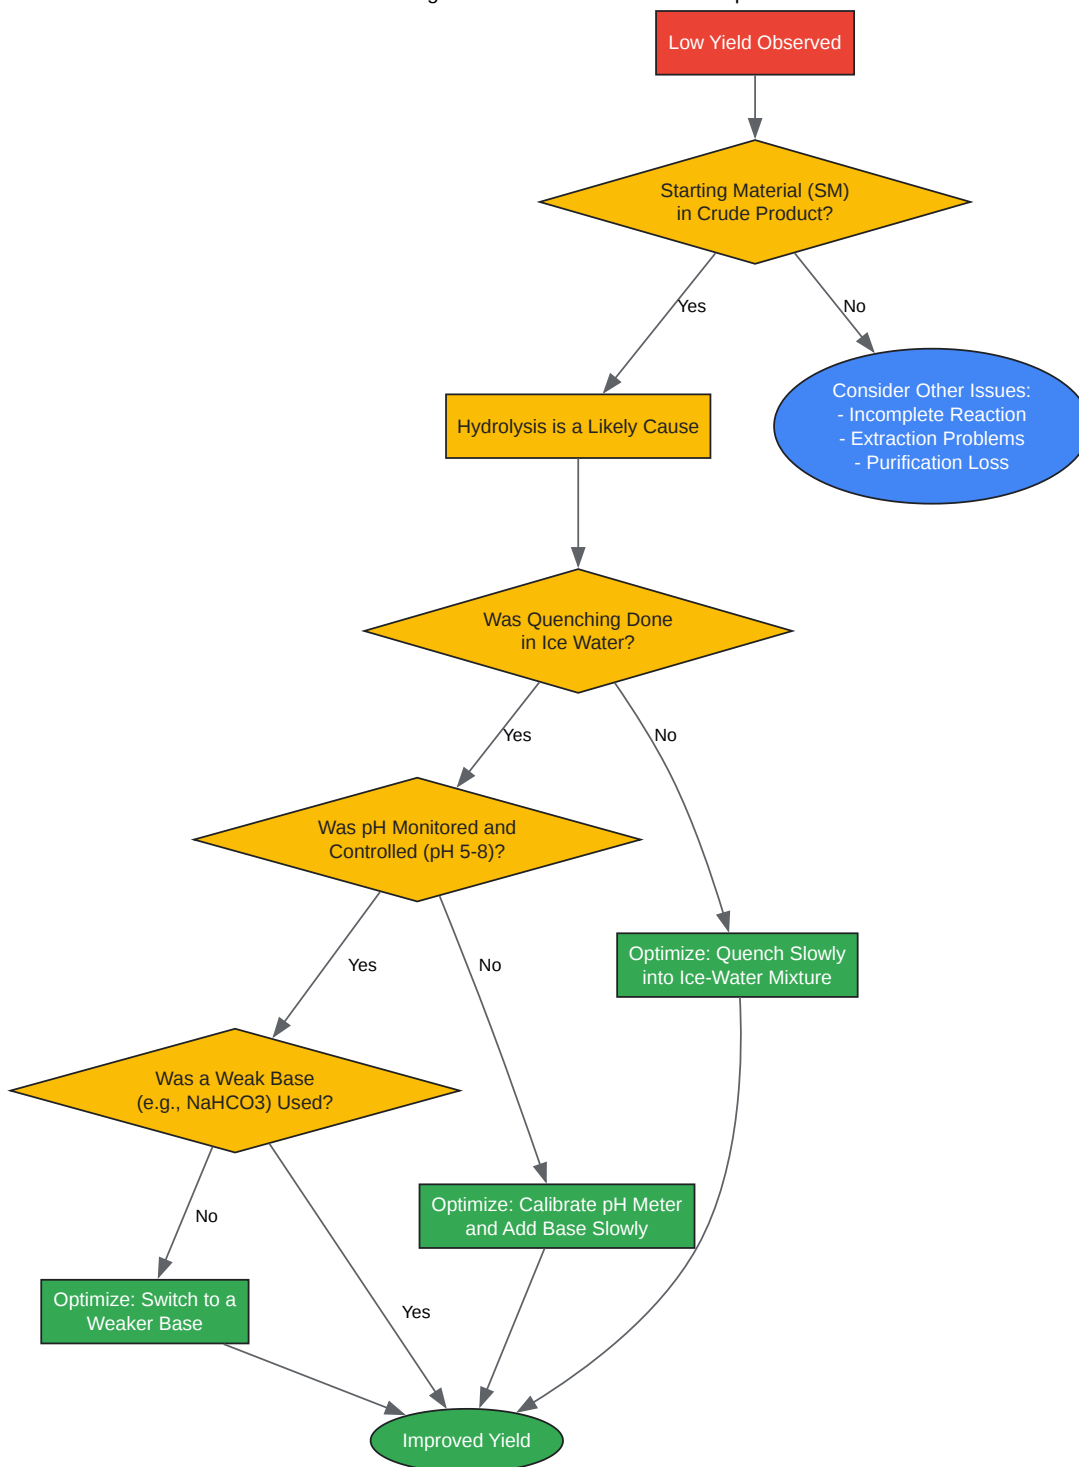 Low Yield Observed
Starting Material (SM)
in Crude Product?
Yes
No
Consider Other Issues:
- Incomplete Reaction
- Extraction Problems
- Purification Loss
Hydrolysis is a Likely Cause
Was Quenching Done
in Ice Water?
Yes
No
Was pH Monitored and
Controlled (pH 5-8)?
Yes
No
Optimize: Quench Slowly
into Ice-Water Mixture
Was a Weak Base
(e.g., NaHCO3) Used?
No
Yes
Optimize: Calibrate pH Meter
and Add Base Slowly
Optimize: Switch to a
Weaker Base
Improved Yield